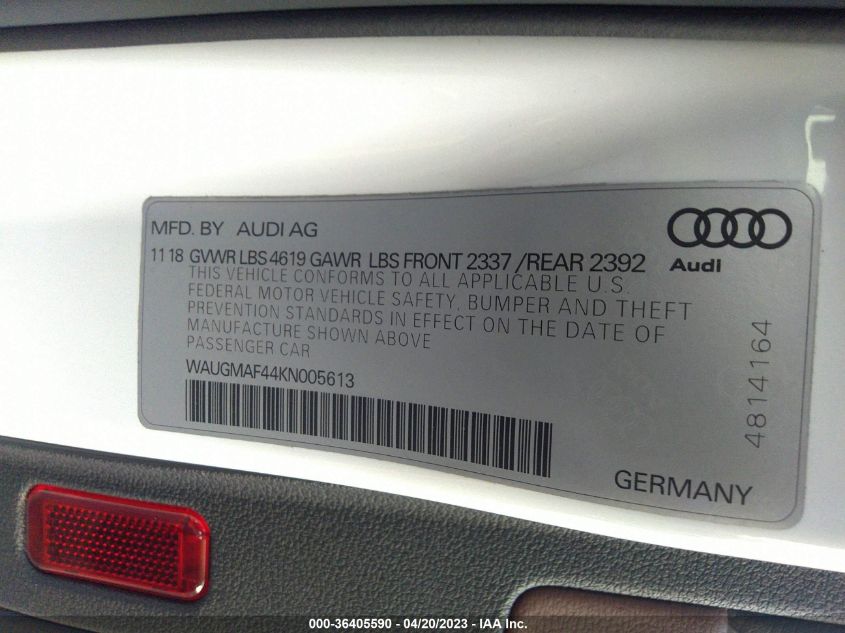 MFD. BY AUDI AG
11 18 GVWR LBS 4619 GAWR LBS FRONT 2337 /REAR 2392
THIS VEHICLE CONFORMS TO ALL APPLICABLE U.S.
FEDERAL MOTOR VEHICLE SAFETY, BUMPER AND THEFT
PREVENTION STANDARDS IN EFFECT ON THE DATE OF
MANUFACTURE SHOWN ABOVE
PASSENGER CAR
WAUGMAF44KN005613
Audi
4814164
GERMANY
000-36405590 - 04/20/2023 - IAA Inc.